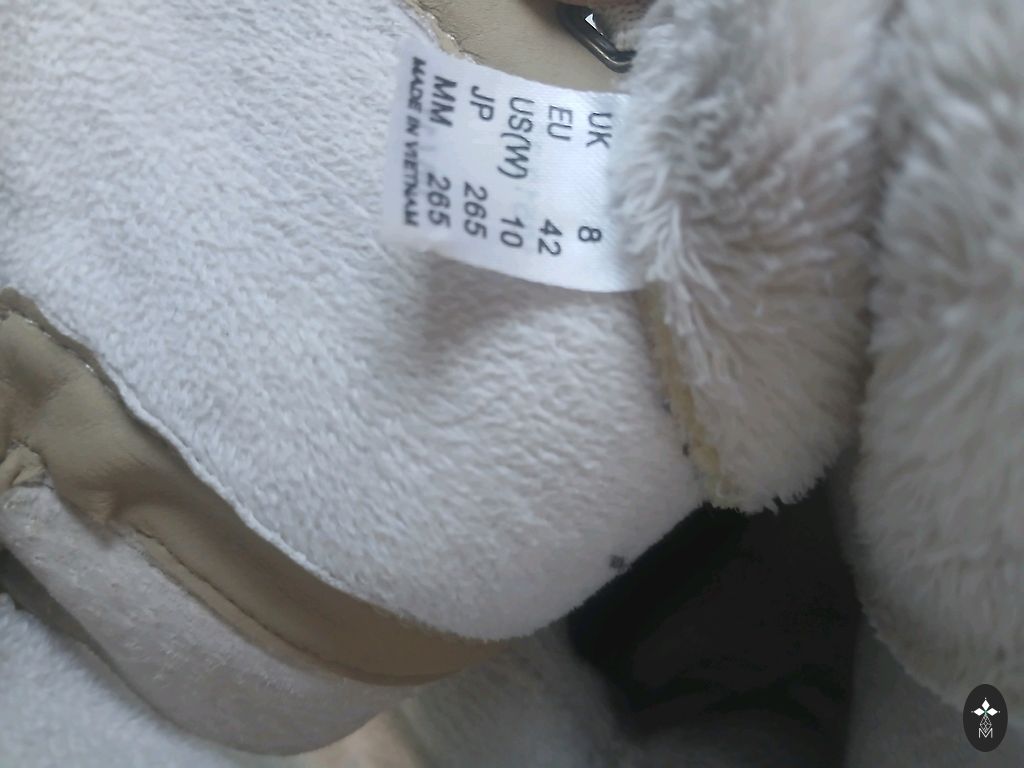 UK 8
EU 42
US(W) 10
JP 265
MM 265
MADE IN VIETNAM
M